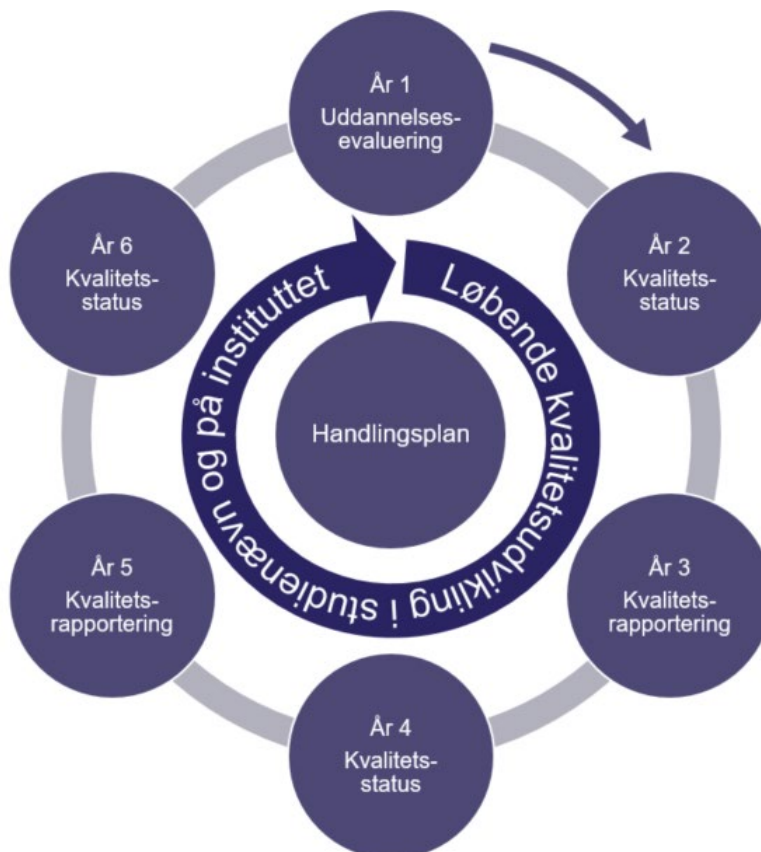 År 1
Uddannelses-
evaluering
År 2
Kvalitets-
status
År 3
Kvalitets-
rapportering
År 4
Kvalitets-
status
År 5
Kvalitets-
rapportering
År 6
Kvalitets-
status
Løbende kvalitetsudvikling i studienævn og på instituttet
Handlingsplan